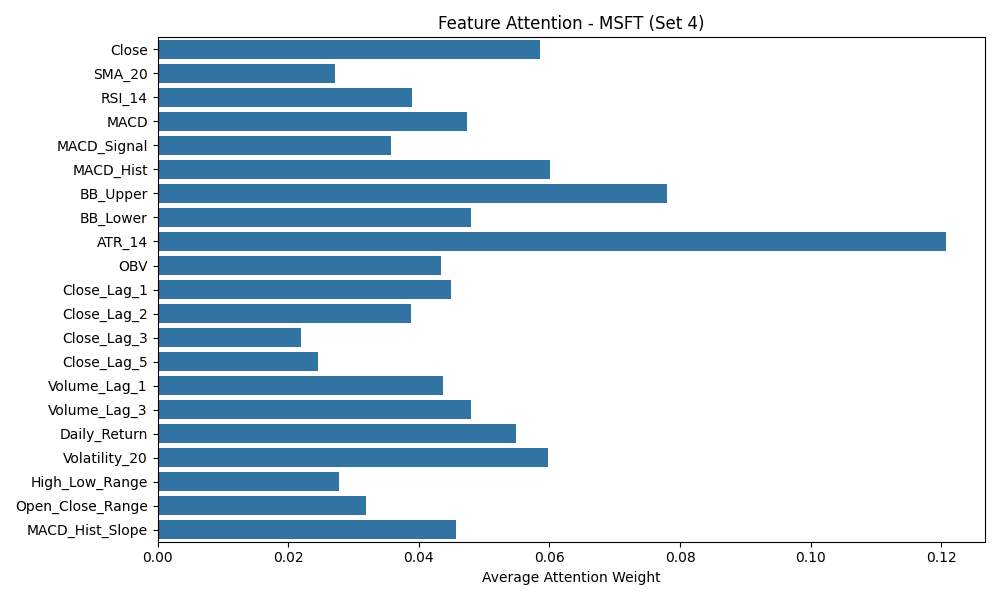 Feature Attention - MSFT (Set 4)
Close
SMA_20
RSI_14
MACD
MACD_Signal
MACD_Hist
BB_Upper
BB_Lower
ATR_14
OBV
Close_Lag_1
Close_Lag_2
Close_Lag_3
Close_Lag_5
Volume_Lag_1
Volume_Lag_3
Daily_Return
Volatility_20
High_Low_Range
Open_Close_Range
MACD_Hist_Slope
0.00 0.02 0.04 0.06 0.08 0.10 0.12
Average Attention Weight